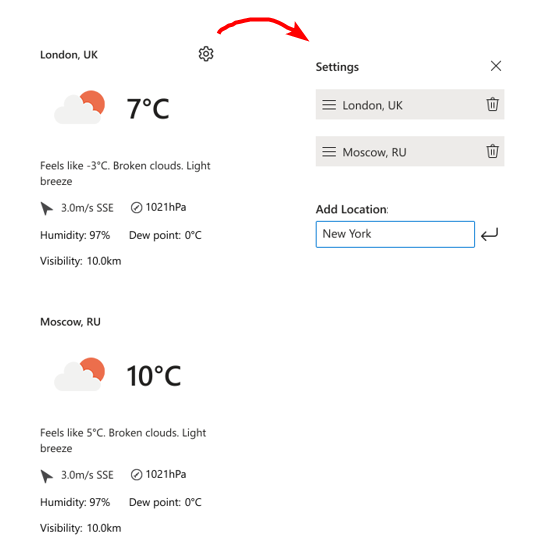 London, UK
7°C
Feels like -3°C. Broken clouds. Light
breeze
3.0m/s SSE
1021hPa
Humidity: 97%
Dew point: 0°C
Visibility: 10.0km
Moscow, RU
10°C
Feels like 5°C. Broken clouds. Light
breeze
3.0m/s SSE
1021hPa
Humidity: 97%
Dew point: 0°C
Visibility: 10.0km
Settings
London, UK
Moscow, RU
Add Location:
New York